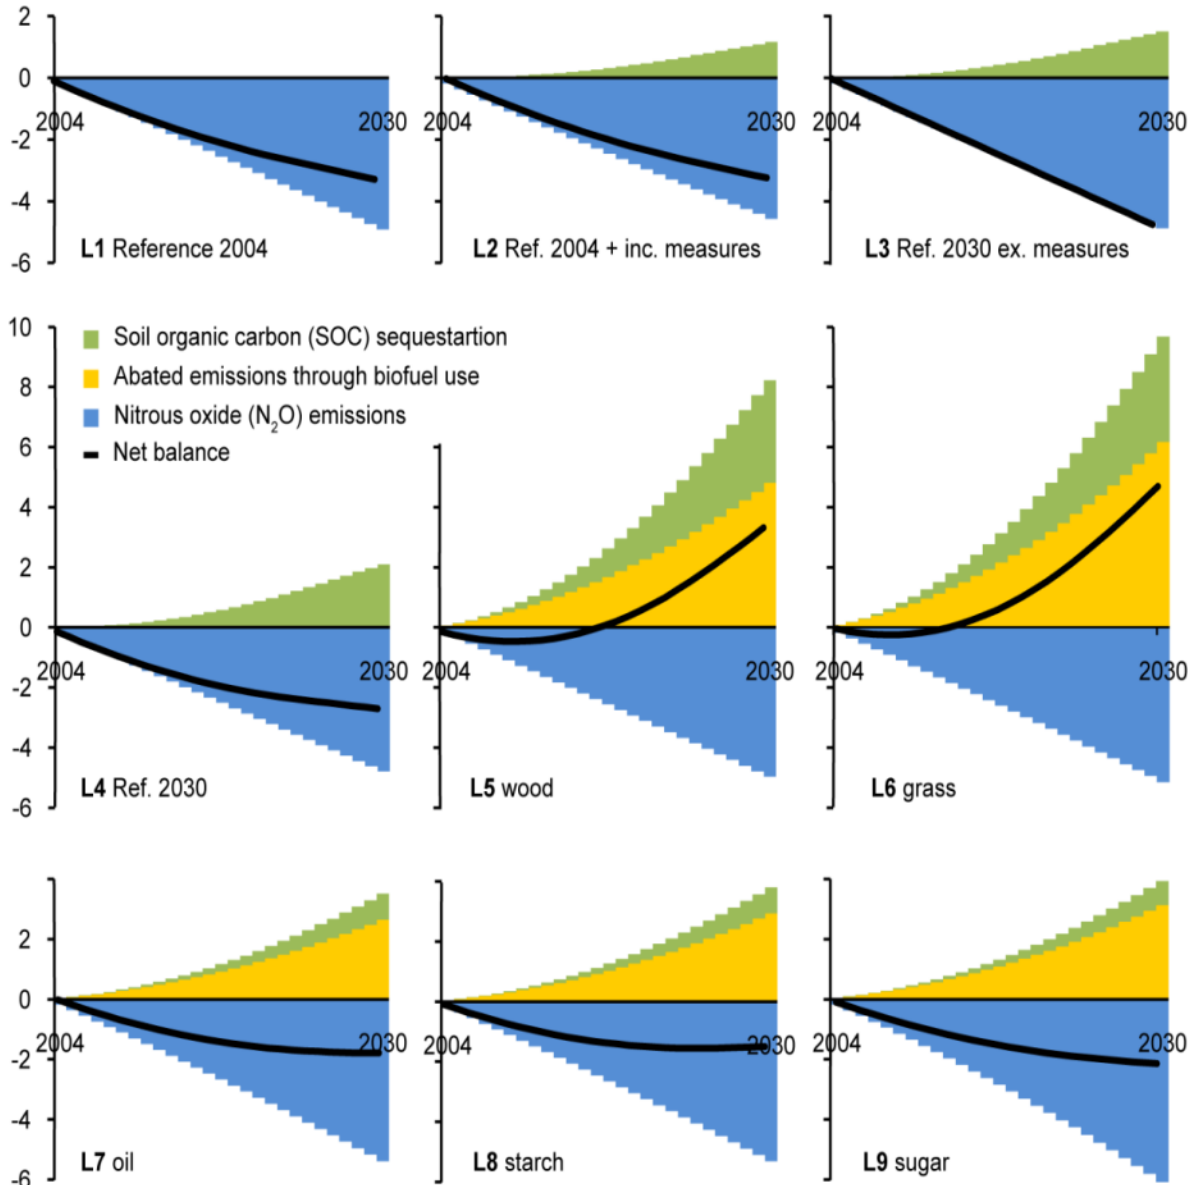 2
0
-2
-4
-6
2004
2030
L1 Reference 2004
2004
2030
L2 Ref. 2004 + inc. measures
2004
2030
L3 Ref. 2030 ex. measures
10
8
6
4
2
0
-2
-4
-6
Soil organic carbon (SOC) sequestartion
Abated emissions through biofuel use
Nitrous oxide (N₂O) emissions
Net balance
2004
2030
L4 Ref. 2030
2004
2030
L5 wood
2004
2030
L6 grass
2
0
-2
-4
-6
2004
2030
L7 oil
2004
2030
L8 starch
2004
2030
L9 sugar